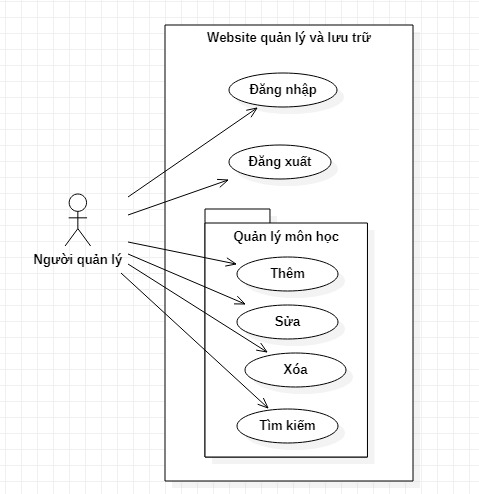 Website quản lý và lưu trữ
Đăng nhập
Đăng xuất
Người quản lý
Quản lý môn học
Thêm
Sửa
Xóa
Tìm kiếm